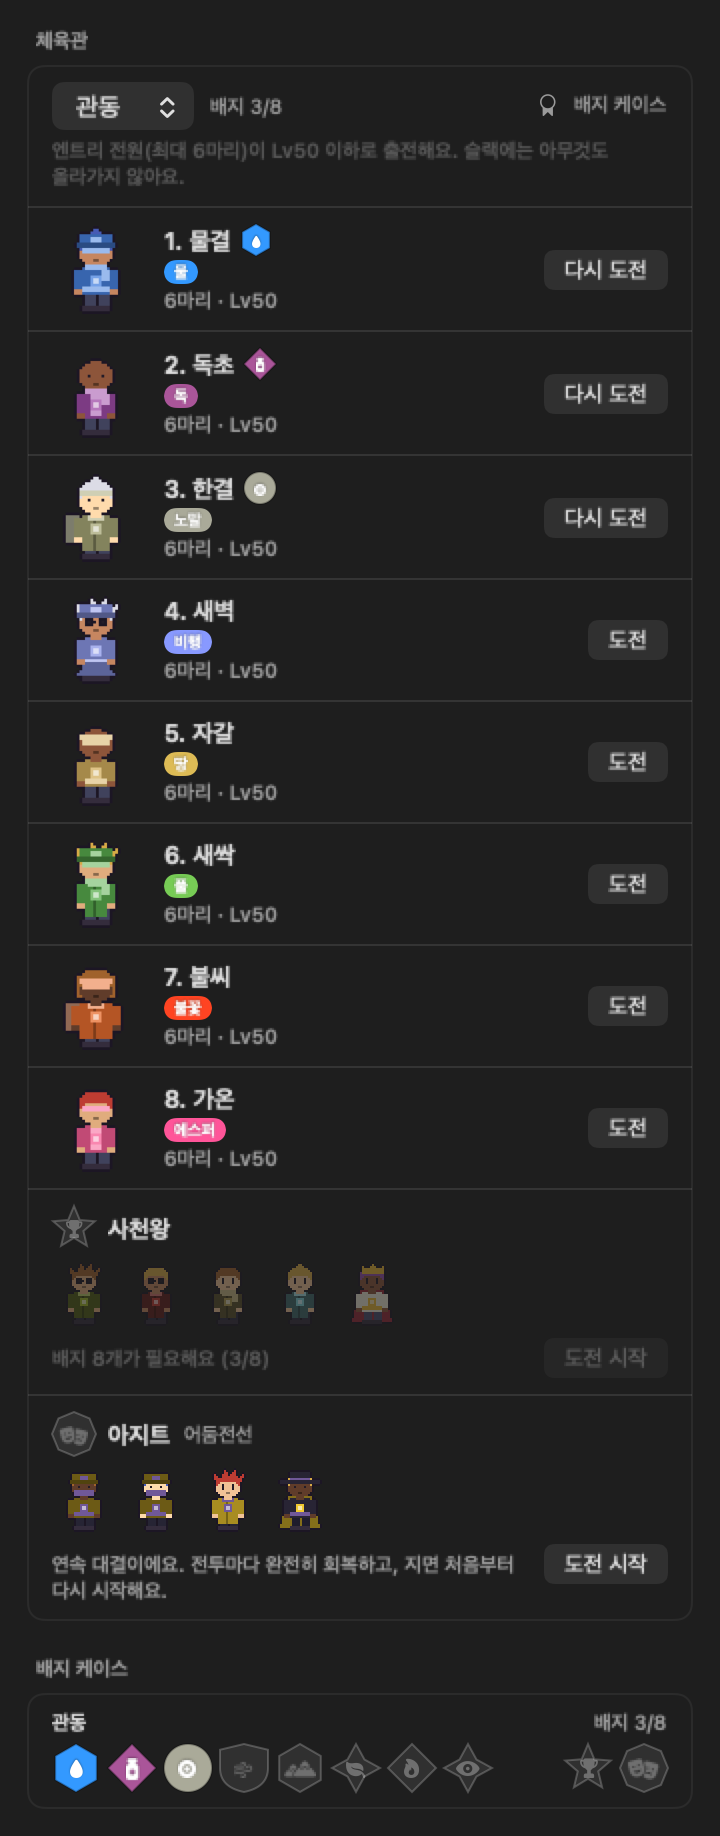 체육관
관동
배지 3/8
배지 케이스
엔트리 전원(최대 6마리)이 Lv50 이하로 출전해요. 슬랙에는 아무것도
올라가지 않아요.
1. 물결
물
6마리 · Lv50
다시 도전
2. 독초
독
6마리 · Lv50
다시 도전
3. 한결
노말
6마리 · Lv50
다시 도전
4. 새벽
비행
6마리 · Lv50
도전
5. 자갈
땅
6마리 · Lv50
도전
6. 새싹
풀
6마리 · Lv50
도전
7. 불씨
불꽃
6마리 · Lv50
도전
8. 가온
에스퍼
6마리 · Lv50
도전
사천왕
배지 8개가 필요해요 (3/8)
도전 시작
아지트 어둠전선
연속 대결이에요. 전투마다 완전히 회복하고, 지면 처음부터
다시 시작해요.
도전 시작
배지 케이스
관동
배지 3/8